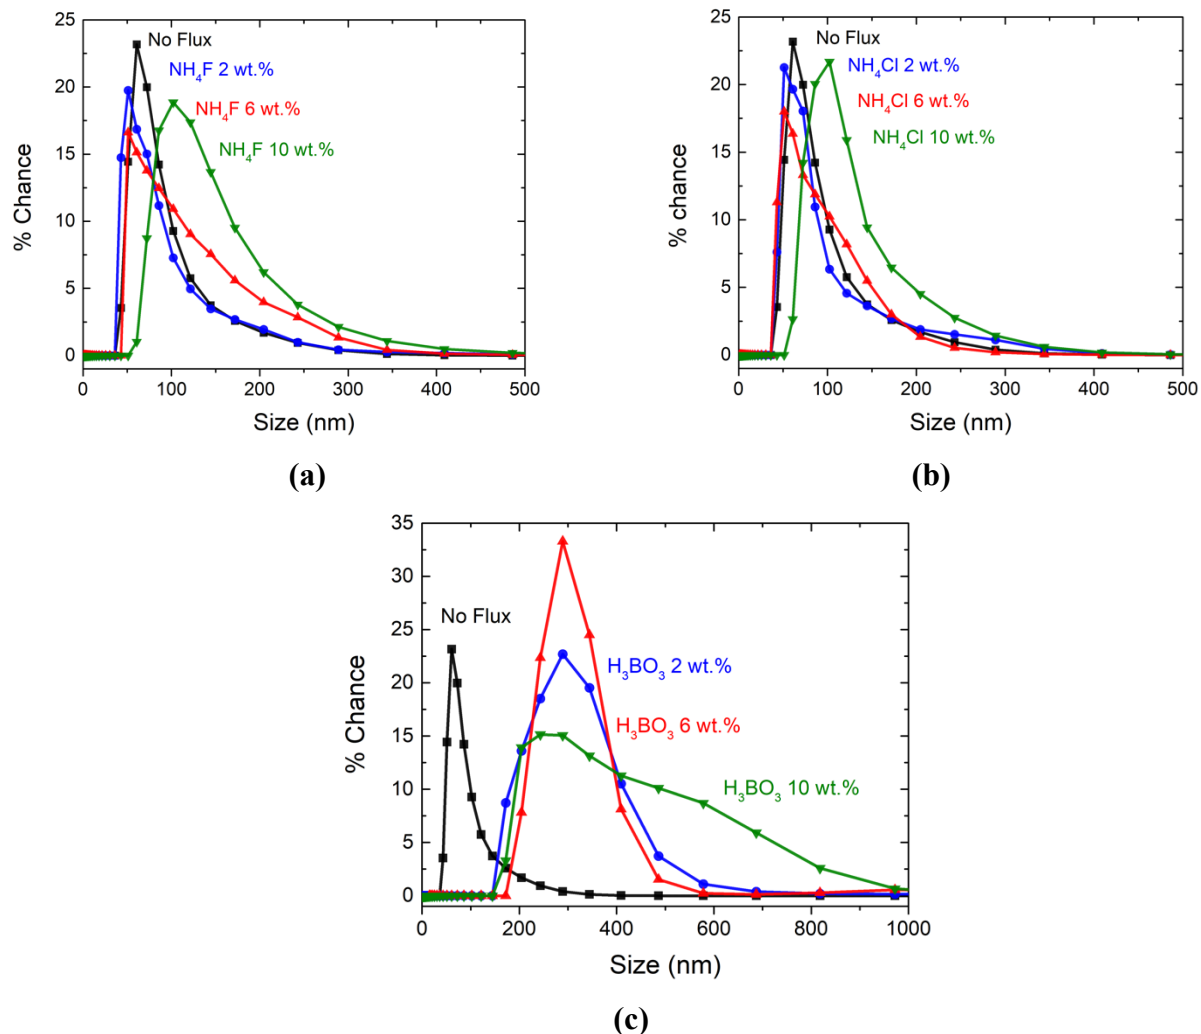 25
20
15
10
5
0
% Chance
No Flux
NH₄F 2 wt.%
NH₄F 6 wt.%
NH₄F 10 wt.%
0 100 200 300 400 500
Size (nm)
(a)
25
20
15
10
5
0
% chance
No Flux
NH₄Cl 2 wt.%
NH₄Cl 6 wt.%
NH₄Cl 10 wt.%
0 100 200 300 400 500
Size (nm)
(b)
35
30
25
20
15
10
5
0
% Chance
No Flux
H₃BO₃ 2 wt.%
H₃BO₃ 6 wt.%
H₃BO₃ 10 wt.%
0 200 400 600 800 1000
Size (nm)
(c)